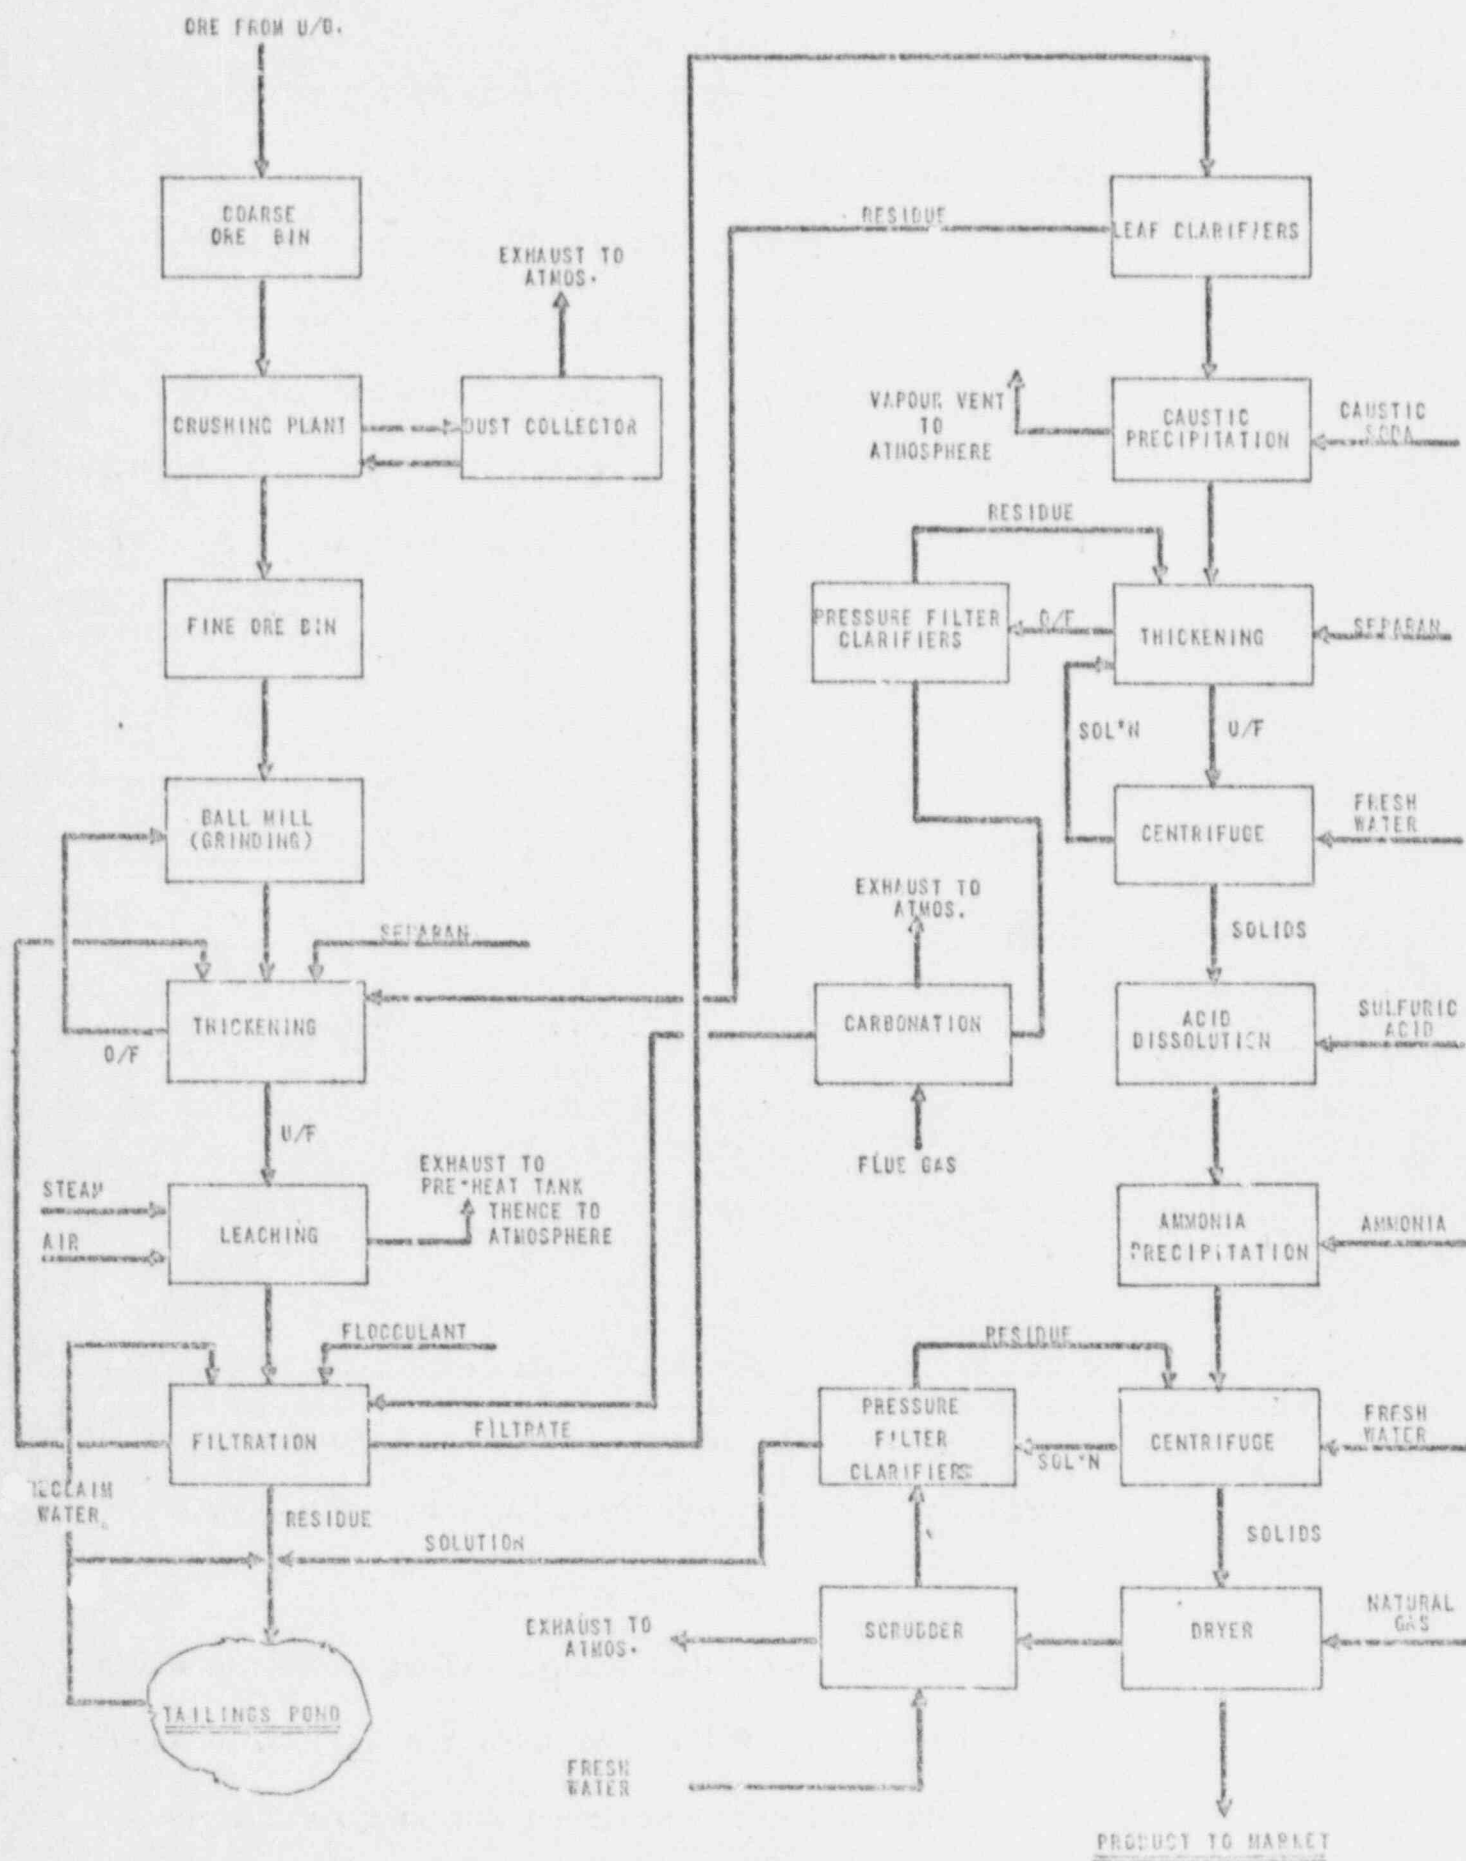 ORE FROM U/G.
COARSE
ORE BIN
EXHAUST TO
ATMOS.
CRUSHING PLANT
DUST COLLECTOR
FINE ORE BIN
BALL MILL
(GRINDING)
SEPARAN
THICKENING
O/F
U/F
STEAM
AIR
LEACHING
EXHAUST TO
PRE-HEAT TANK
THENCE TO
ATMOSPHERE
FLOCCULANT
FILTRATION
FILTRATE
RECLAIM
WATER
RESIDUE
SOLUTION
TAILINGS POND
RESIDUE
LEAF CLARIFIERS
VAPOUR VENT
TO
ATMOSPHERE
CAUSTIC
PRECIPITATION
CAUSTIC
SODA
RESIDUE
PRESSURE FILTER
CLARIFIERS
O/F
THICKENING
SEPARAN
SOL'N
U/F
CENTRIFUGE
FRESH
WATER
EXHAUST TO
ATMOS.
SOLIDS
CARBONATION
ACID
DISSOLUTION
SULFURIC
ACID
FLUE GAS
AMMONIA
PRECIPITATION
AMMONIA
RESIDUE
PRESSURE
FILTER
CLARIFIERS
SOL'N
CENTRIFUGE
FRESH
WATER
SOLIDS
EXHAUST TO
ATMOS.
SCRUBBER
DRYER
NATURAL
GAS
FRESH
WATER
PRODUCT TO MARKET